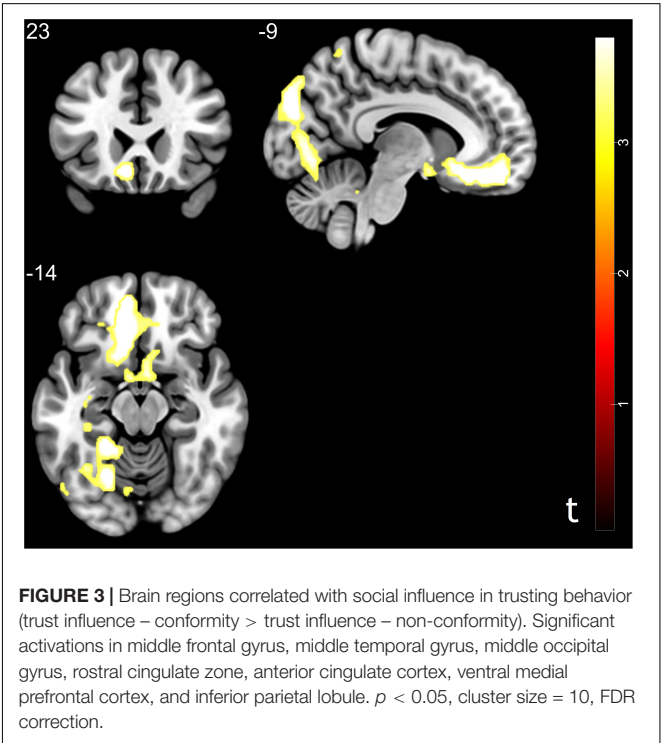 23
-9
-14
3
2
1
t
FIGURE 3 | Brain regions correlated with social influence in trusting behavior
(trust influence – conformity > trust influence – non-conformity). Significant
activations in middle frontal gyrus, middle temporal gyrus, middle occipital
gyrus, rostral cingulate zone, anterior cingulate cortex, ventral medial
prefrontal cortex, and inferior parietal lobule. p < 0.05, cluster size = 10, FDR
correction.